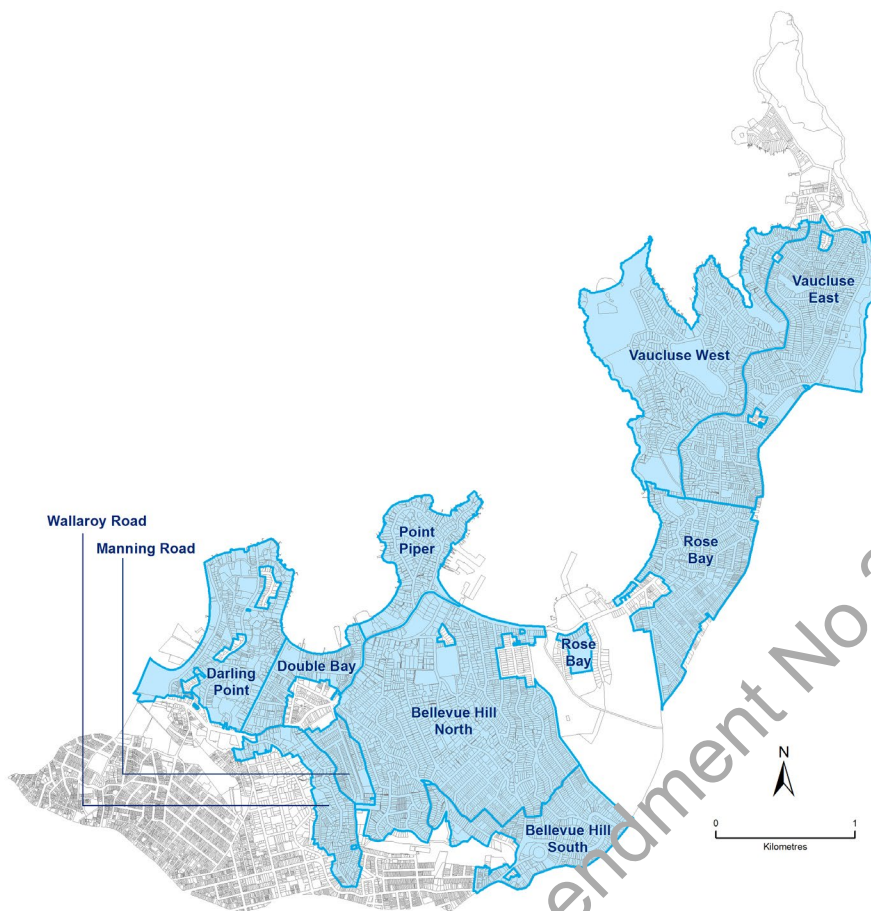 Vaucluse
East
Vaucluse West
Wallaroy Road
Manning Road
Point
Piper
Rose
Bay
Rose
Bay
Double Bay
Darling
Point
Bellevue Hill
North
Bellevue Hill
South
N
0
1
Kilometres
endment No